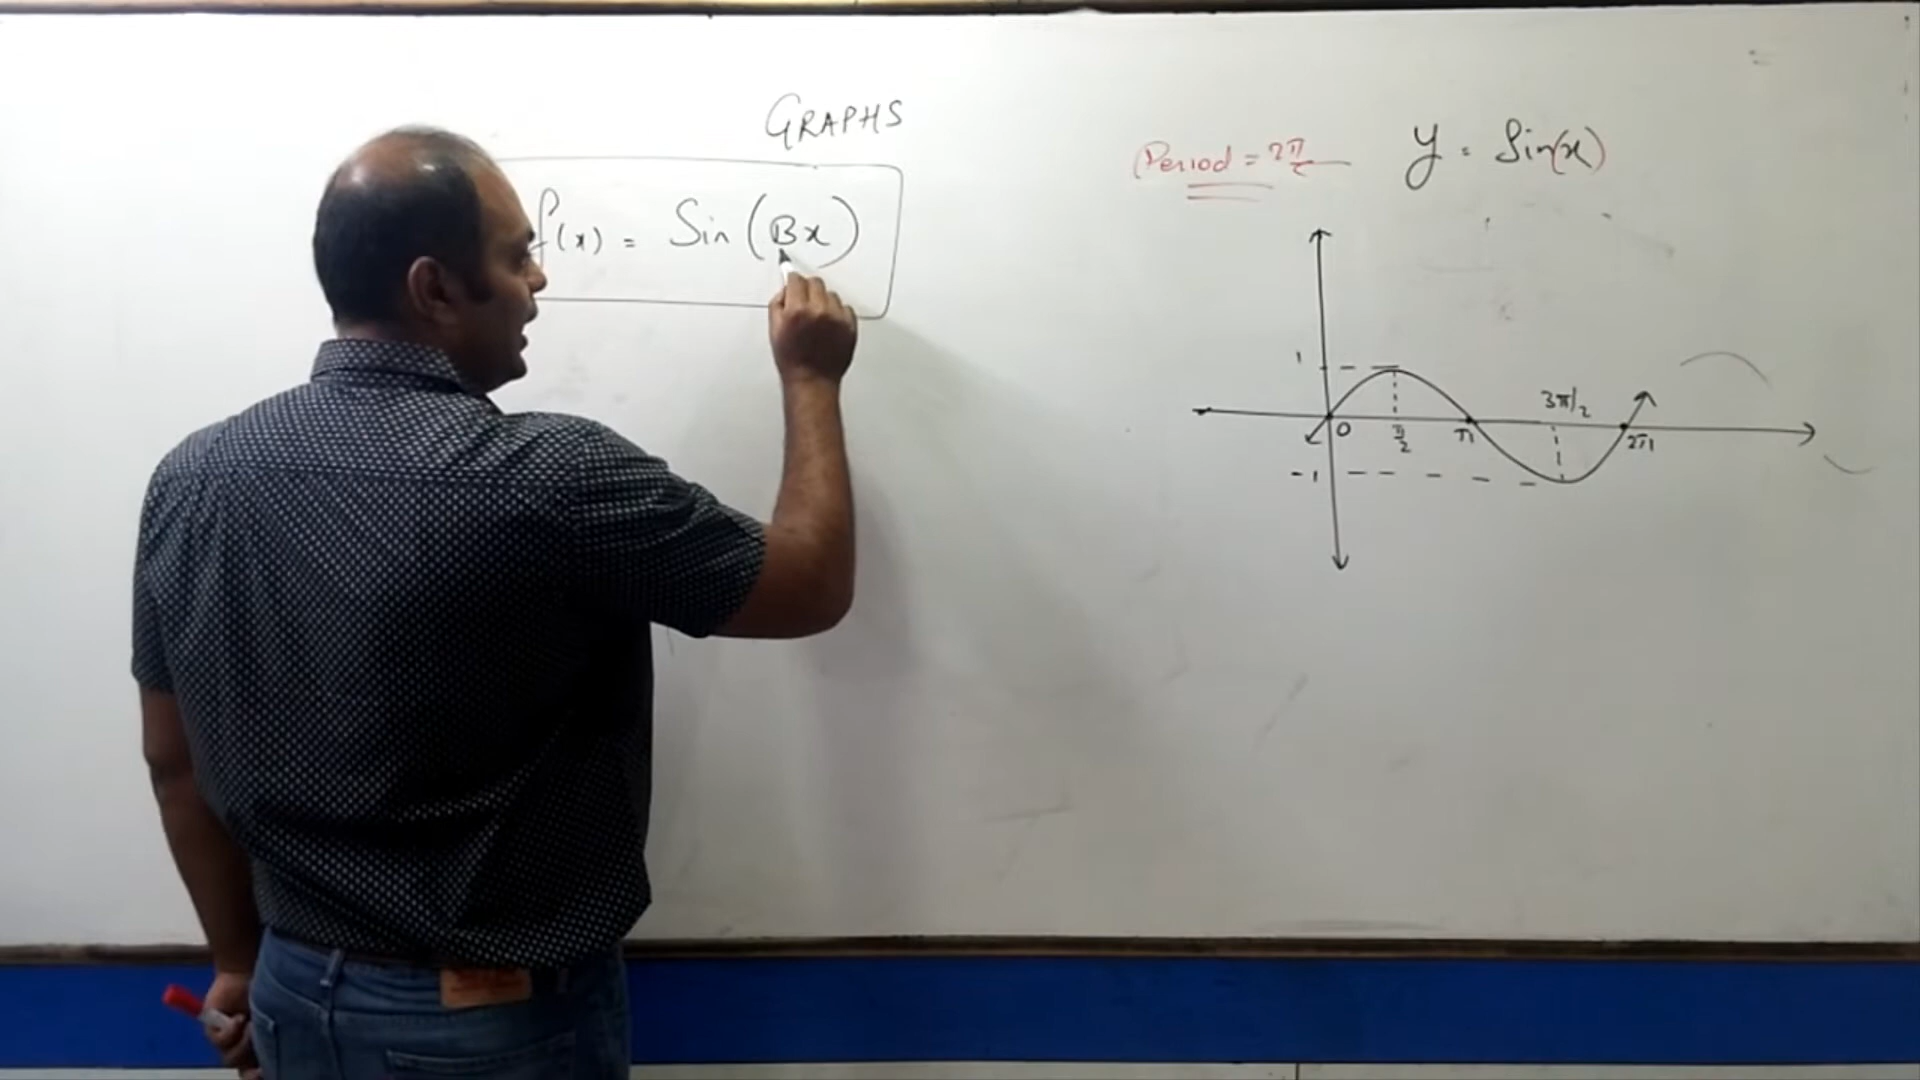 GRAPHS
f(x) = Sin (Bx)
Period = 2π
y = Sin(x)
1
3π/2
0
π/2
π
2π
-1